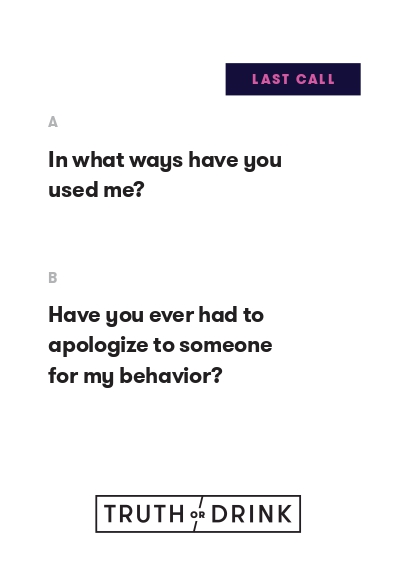 LAST CALL
A
In what ways have you
used me?
B
Have you ever had to
apologize to someone
for my behavior?
TRUTH OR DRINK